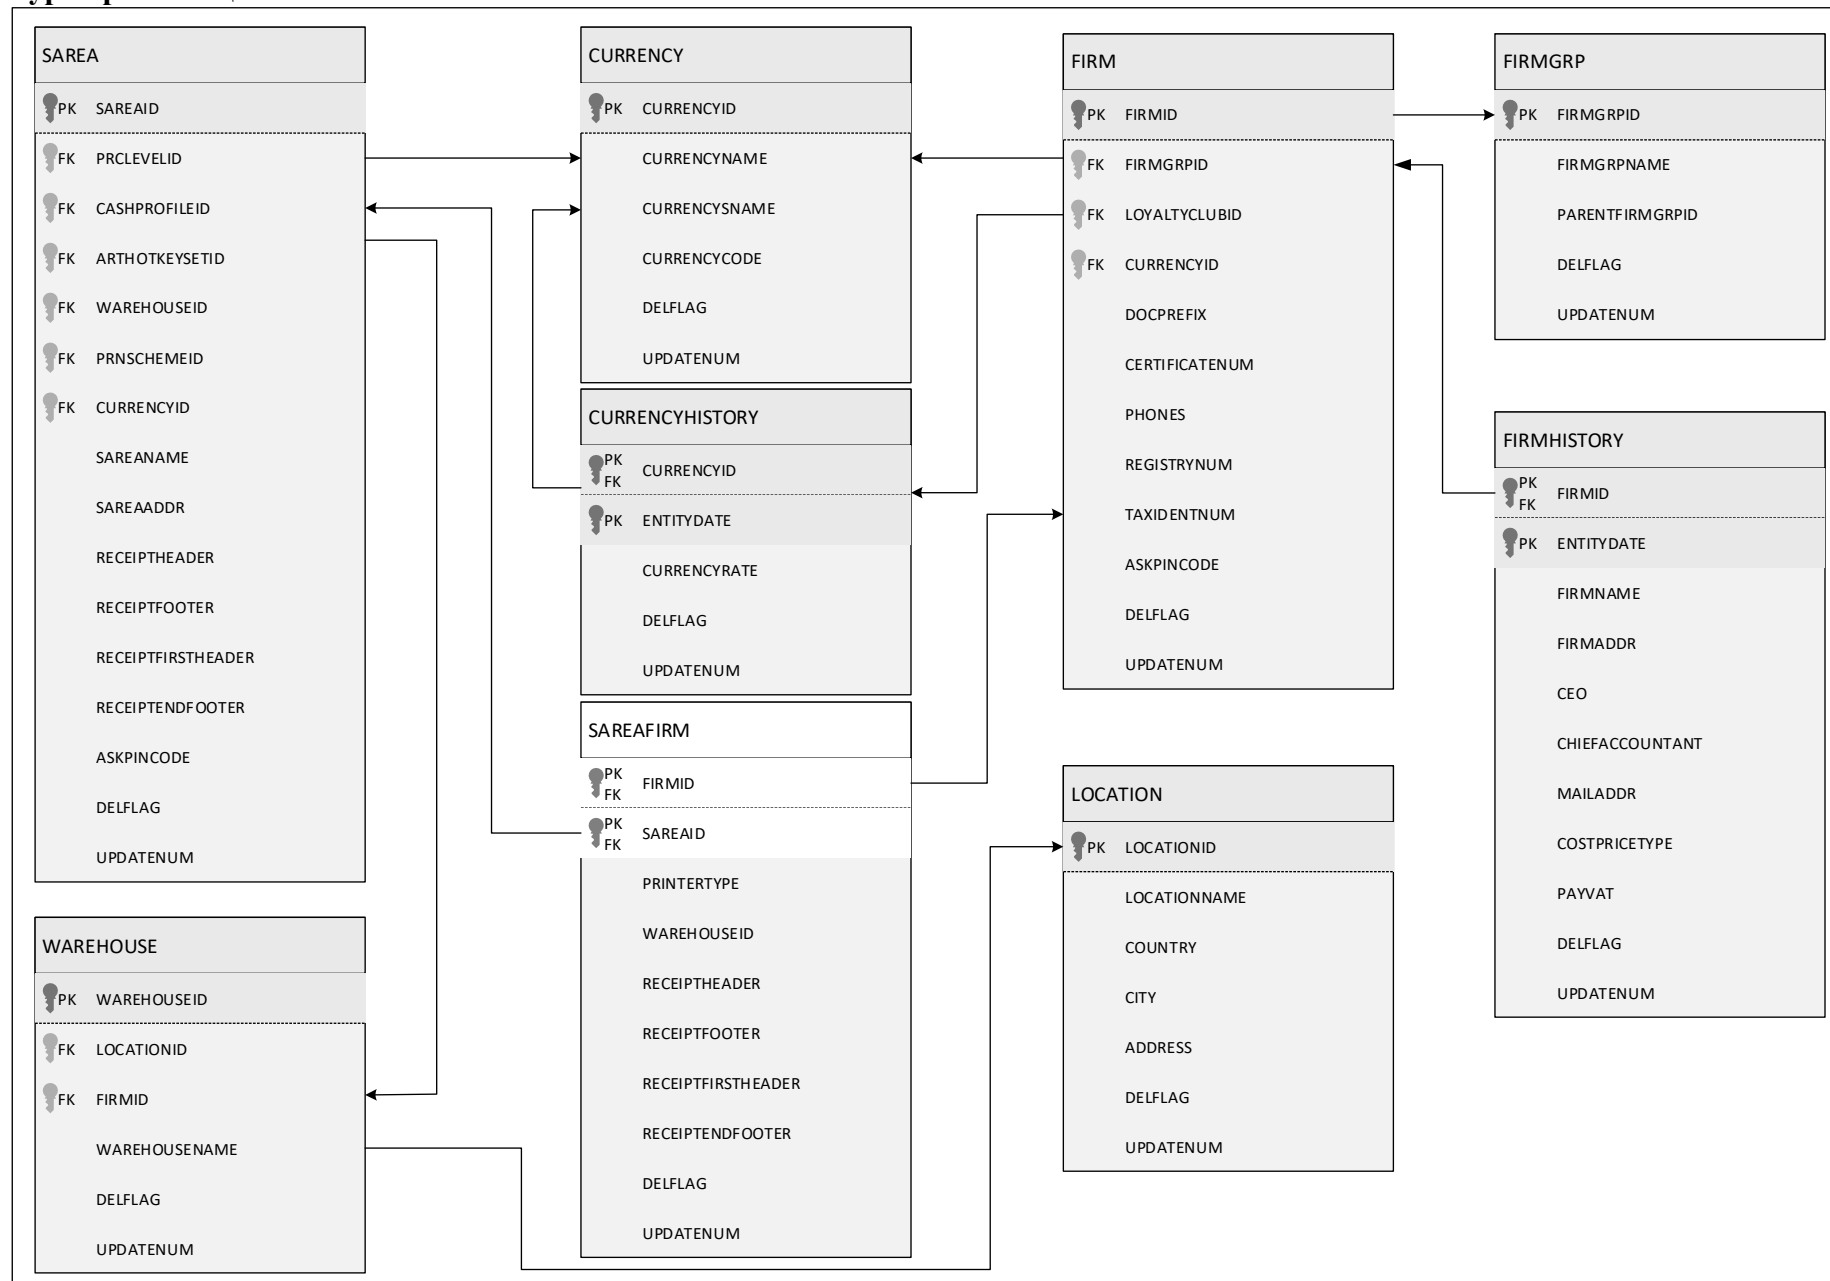 SAREA
PK SAREAID
FK PRCLEVELID
FK CASHPROFILEID
FK ARTHOTKEYSETID
FK WAREHOUSEID
FK PRNSCHEMEID
FK CURRENCYID
SAREANAME
SAREAADDR
RECEIPTHEADER
RECEIPTFOOTER
RECEIPTFIRSTHEADER
RECEIPTENDFOOTER
ASKPINCODE
DELFLAG
UPDATENUM
WAREHOUSE
PK WAREHOUSEID
FK LOCATIONID
FK FIRMID
WAREHOUSENAME
DELFLAG
UPDATENUM
CURRENCY
PK CURRENCYID
CURRENCYNAME
CURRENCYSNAME
CURRENCYCODE
DELFLAG
UPDATENUM
CURRENCYHISTORY
PK
FK CURRENCYID
PK ENTITYDATE
CURRENCYRATE
DELFLAG
UPDATENUM
SAREAFIRM
PK
FK FIRMID
PK
FK SAREAID
PRINTERTYPE
WAREHOUSEID
RECEIPTHEADER
RECEIPTFOOTER
RECEIPTFIRSTHEADER
RECEIPTENDFOOTER
DELFLAG
UPDATENUM
FIRM
PK FIRMID
FK FIRMGRPID
FK LOYALTYCLUBID
FK CURRENCYID
DOCPREFIX
CERTIFICATENUM
PHONES
REGISTRYNUM
TAXIDENTNUM
ASKPINCODE
DELFLAG
UPDATENUM
LOCATION
PK LOCATIONID
LOCATIONNAME
COUNTRY
CITY
ADDRESS
DELFLAG
UPDATENUM
FIRMGRP
PK FIRMGRPID
FIRMGRPNAME
PARENTFIRMGRPID
DELFLAG
UPDATENUM
FIRMHISTORY
PK
FK FIRMID
PK ENTITYDATE
FIRMNAME
FIRMADDR
CEO
CHIEFACCOUNTANT
MAILADDR
COSTPRICETYPE
PAYVAT
DELFLAG
UPDATENUM